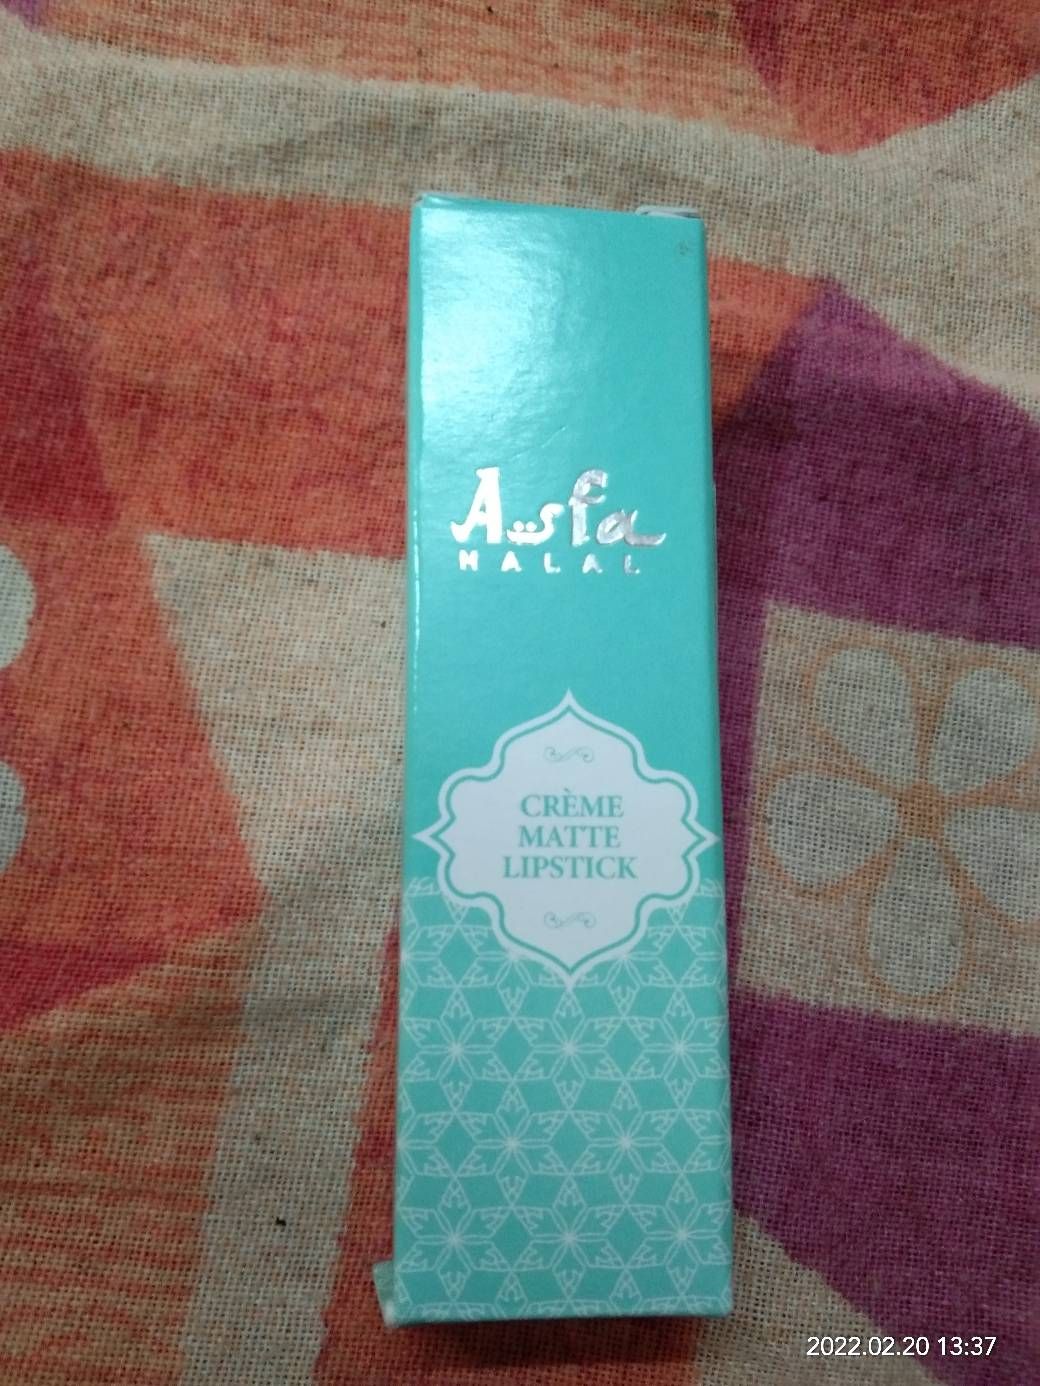 Asfa
HALAL
CRÈME
MATTE
LIPSTICK
2022.02.20 13:37